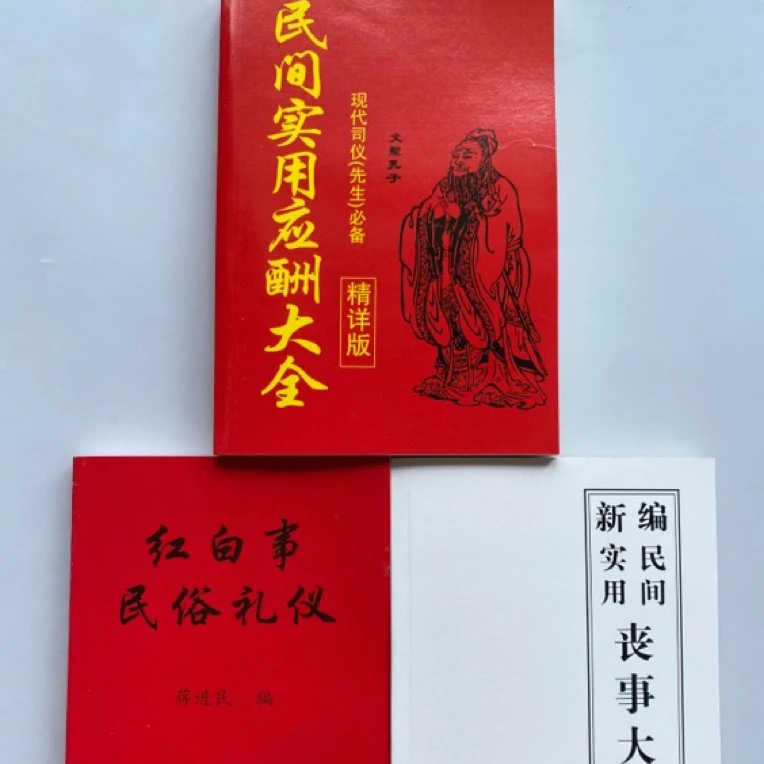 民间实用应酬大全
现代司仪(先生)必备
精详版
文聖孔子
红白事
民俗礼仪
蒋进民 编
新编
实民
用间
丧事大